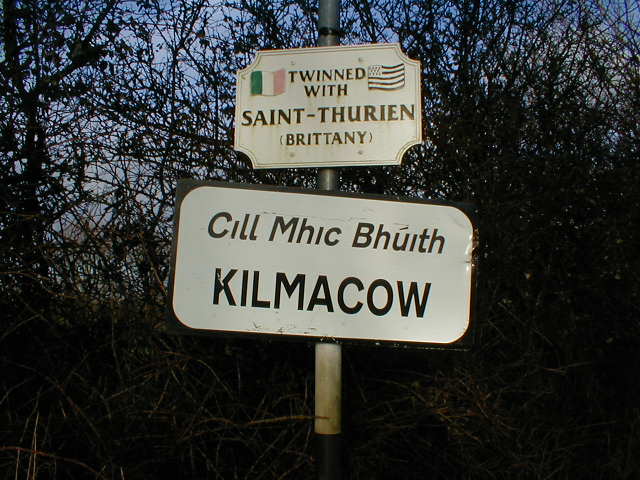 TWINNED
WITH
SAINT-THURIEN
(BRITTANY)
Cill Mhic Bhúith
KILMACOW